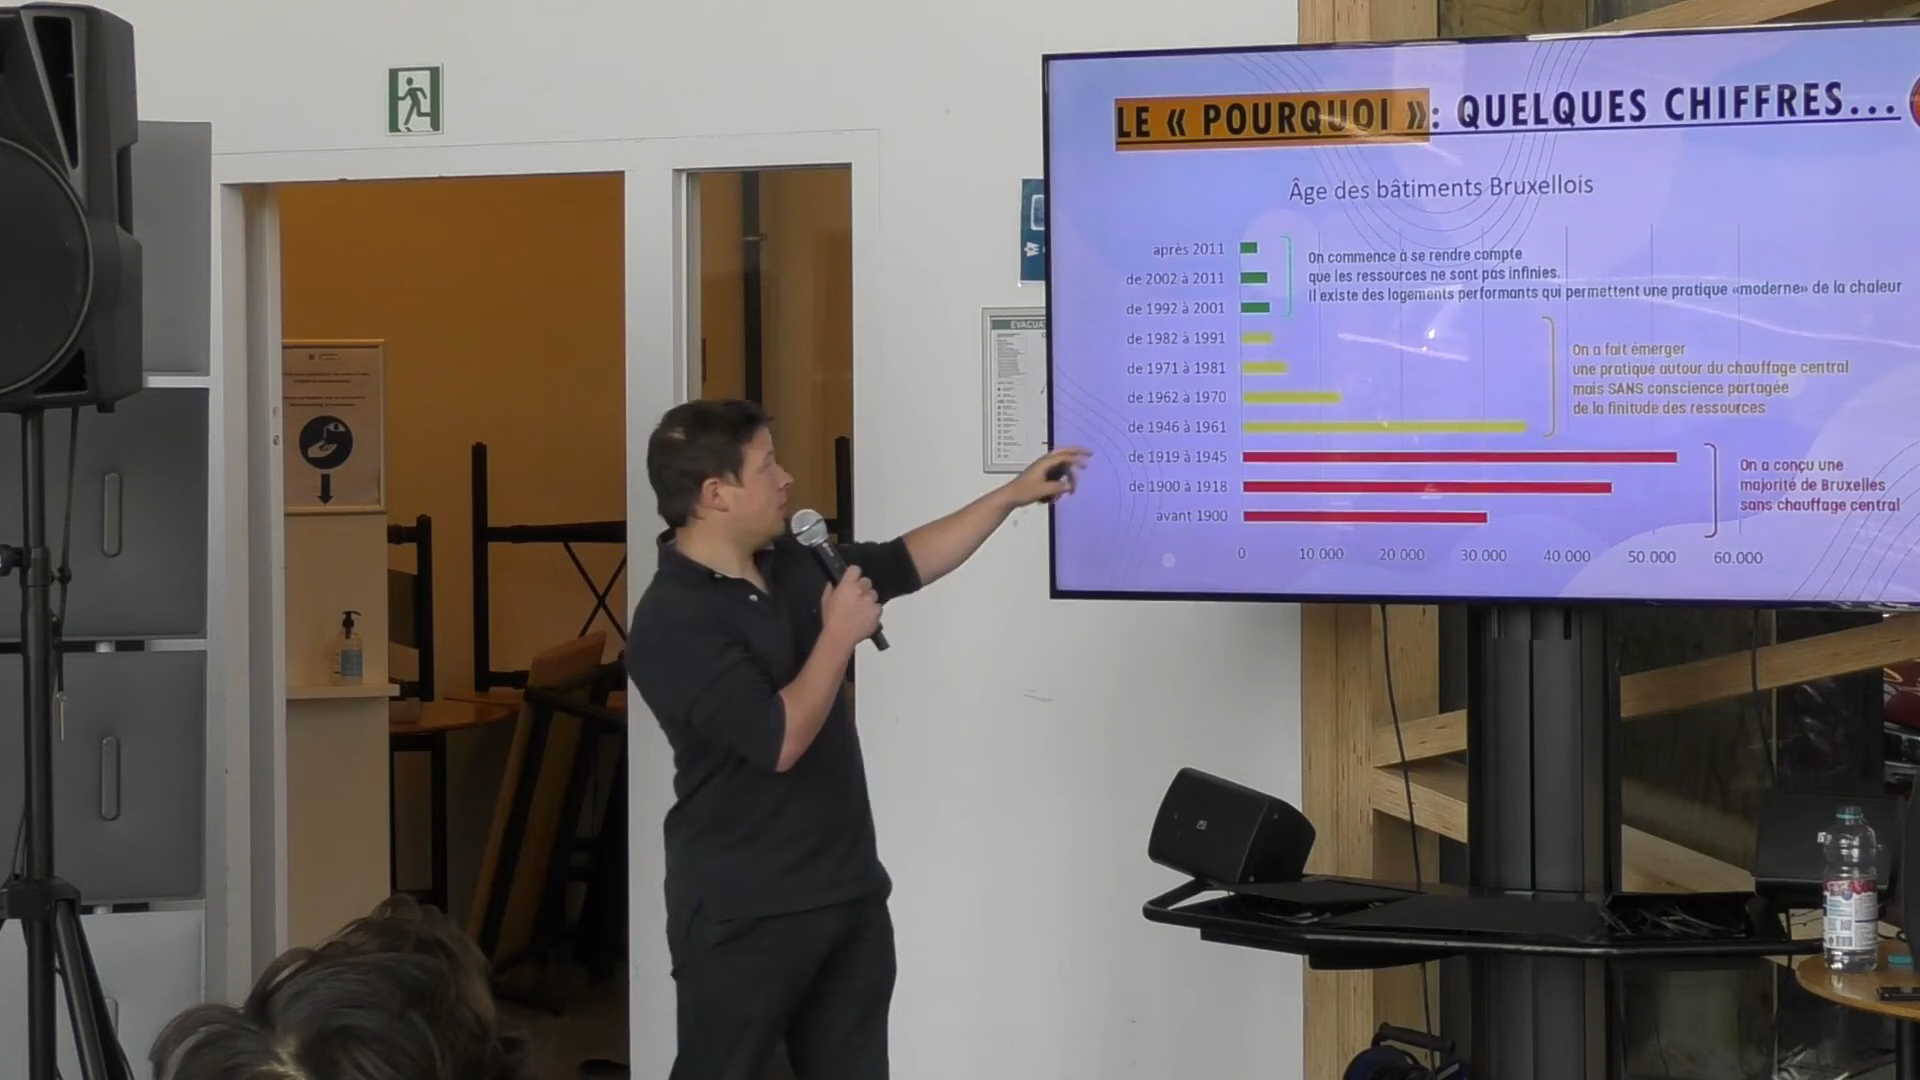 LE « POURQUOI » : QUELQUES CHIFFRES...
Âge des bâtiments Bruxellois
après 2011
de 2002 à 2011
de 1992 à 2001
de 1982 à 1991
de 1971 à 1981
de 1962 à 1970
de 1946 à 1961
de 1919 à 1945
de 1900 à 1918
avant 1900
0 10.000 20.000 30.000 40.000 50.000 60.000
On commence à se rendre compte
que les ressources ne sont pas infinies.
Il existe des logements performants qui permettent une pratique «moderne» de la chaleur
On a fait émerger
une pratique autour du chauffage central
mais SANS conscience partagée
de la finitude des ressources
On a conçu une
majorité de Bruxelles
sans chauffage central